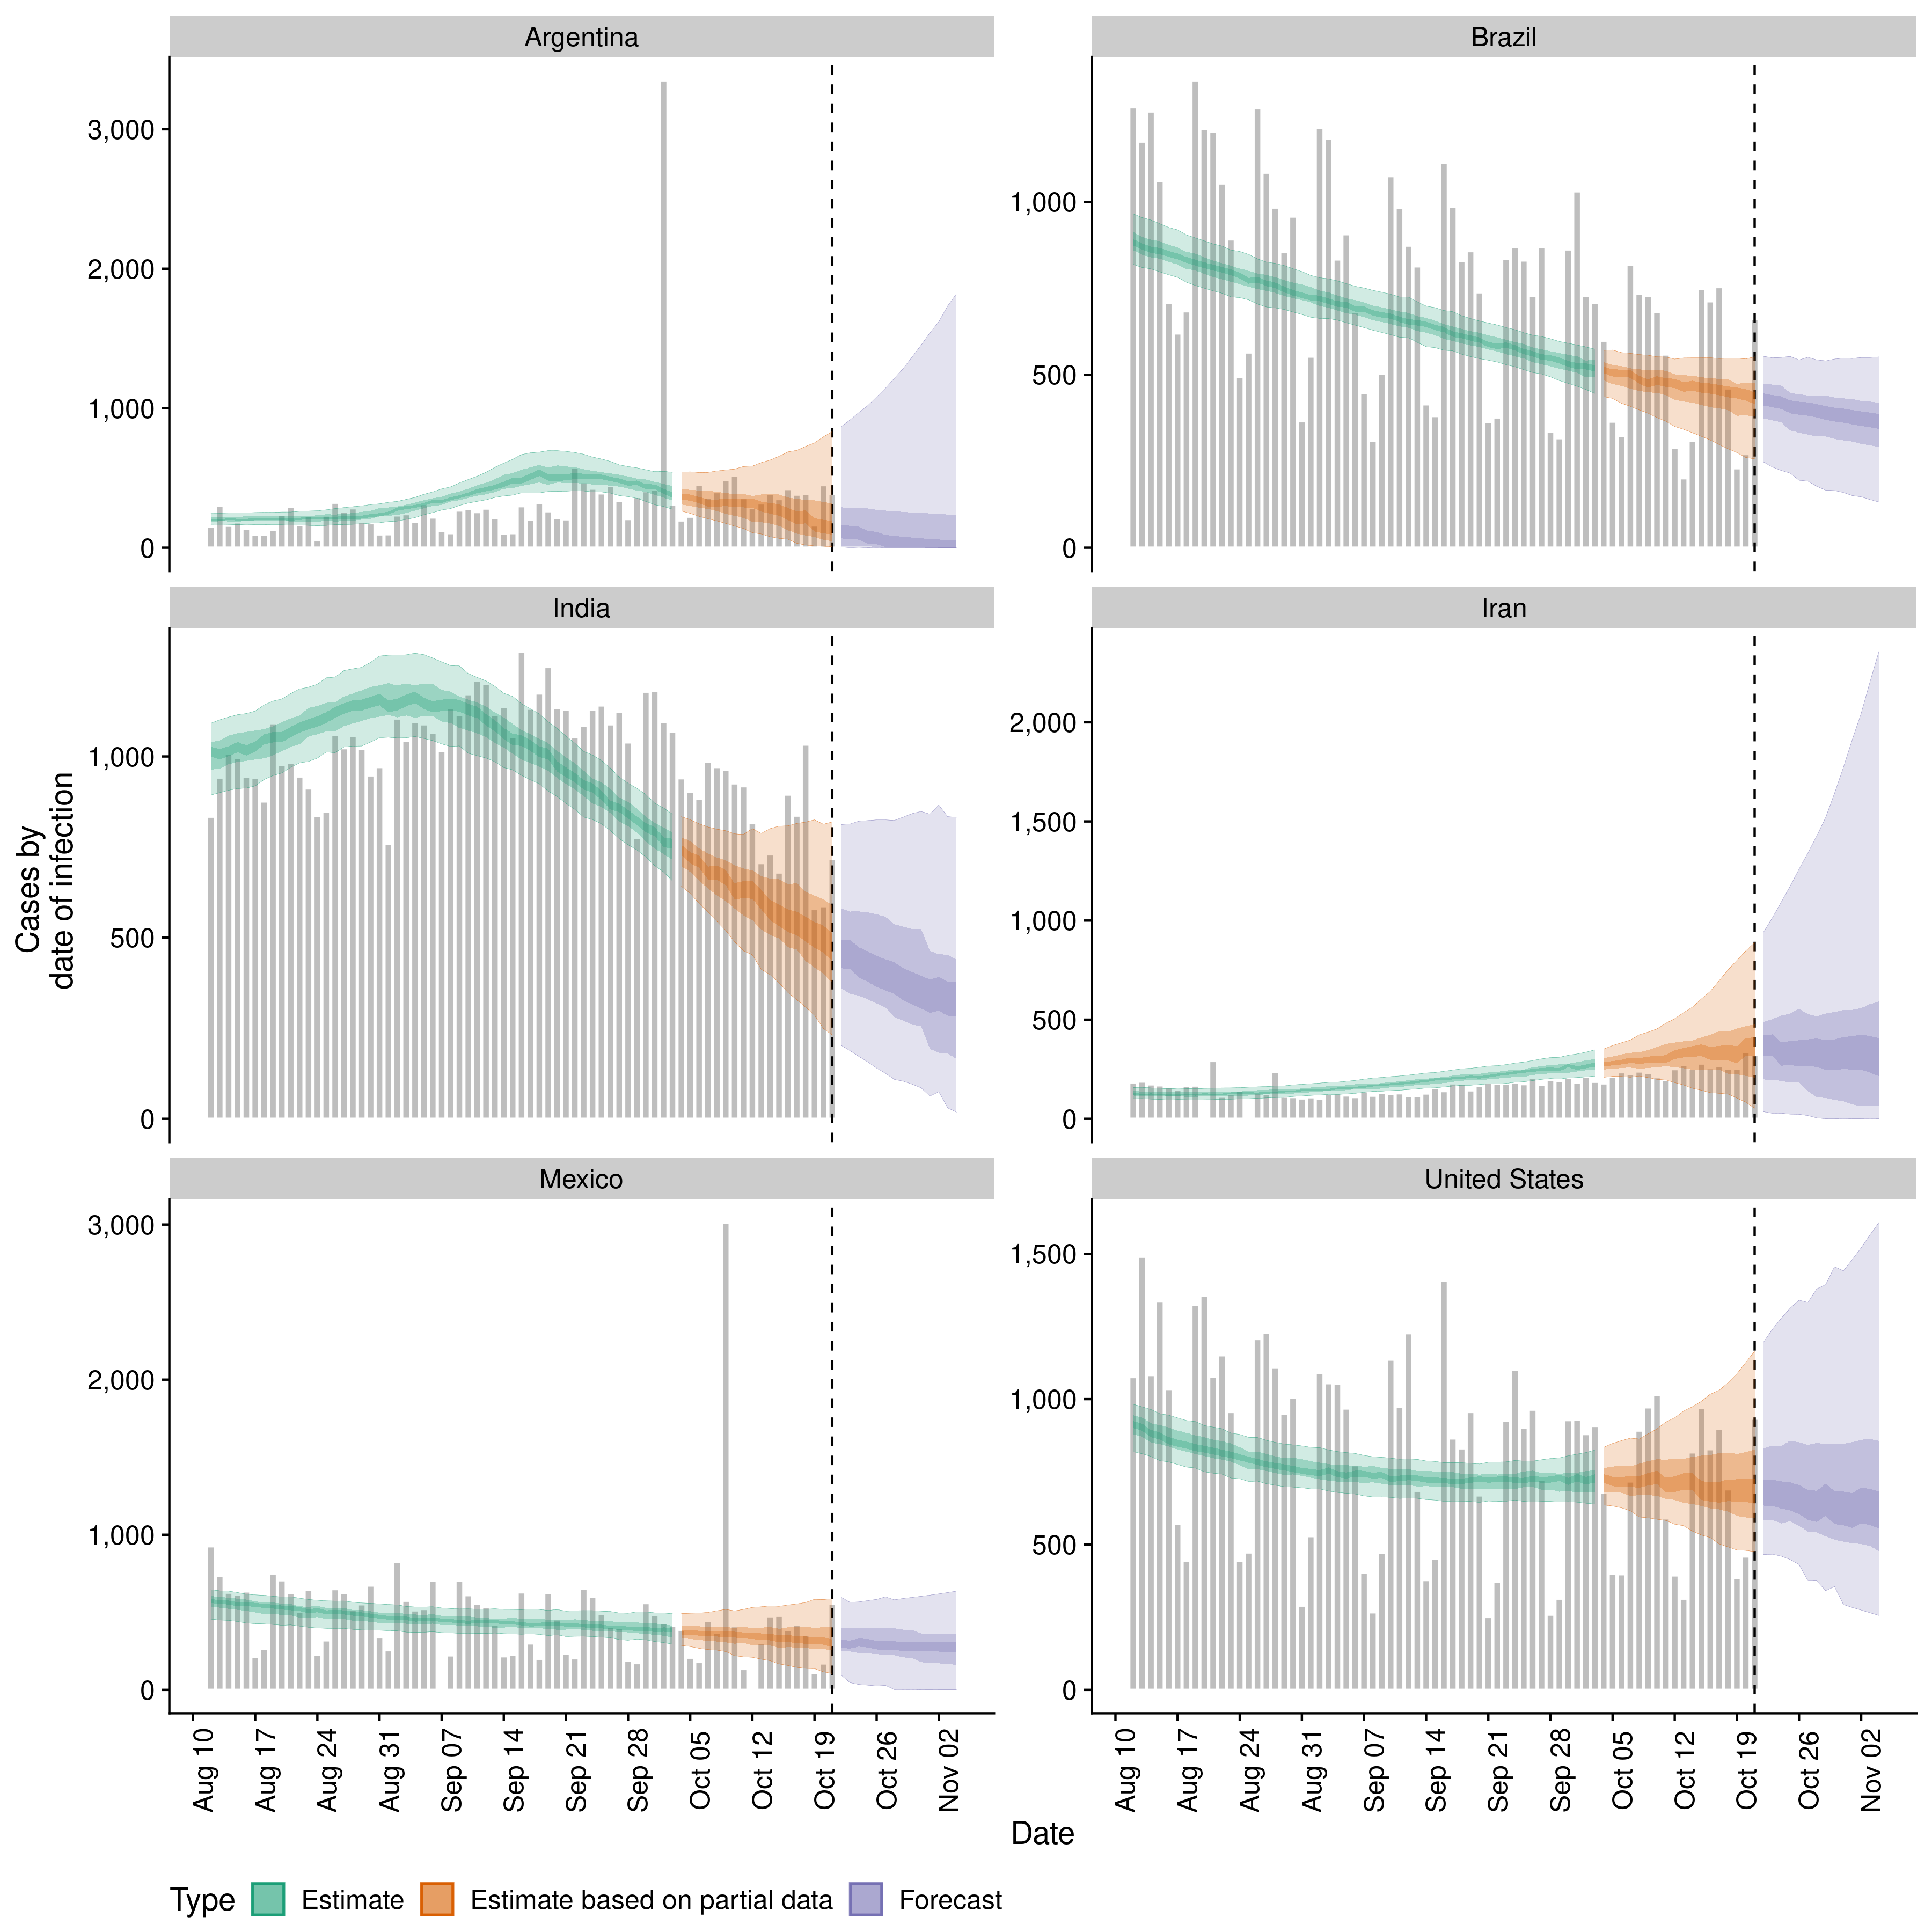 Argentina
Brazil
3,000
2,000
1,000
0
1,000
500
0
India
Iran
1,000
500
0
2,000
1,500
1,000
500
0
Cases by
date of infection
Mexico
United States
3,000
2,000
1,000
0
1,500
1,000
500
0
Aug 10
Aug 17
Aug 24
Aug 31
Sep 07
Sep 14
Sep 21
Sep 28
Oct 05
Oct 12
Oct 19
Oct 26
Nov 02
Aug 10
Aug 17
Aug 24
Aug 31
Sep 07
Sep 14
Sep 21
Sep 28
Oct 05
Oct 12
Oct 19
Oct 26
Nov 02
Date
Type Estimate Estimate based on partial data Forecast